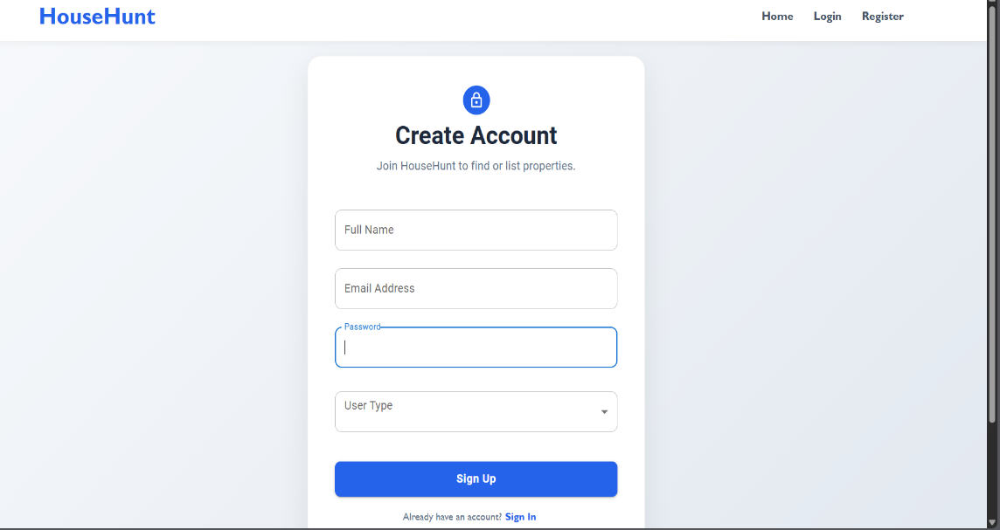 HouseHunt
Home Login Register
Create Account
Join HouseHunt to find or list properties.
Full Name
Email Address
Password
User Type
Sign Up
Already have an account? Sign In